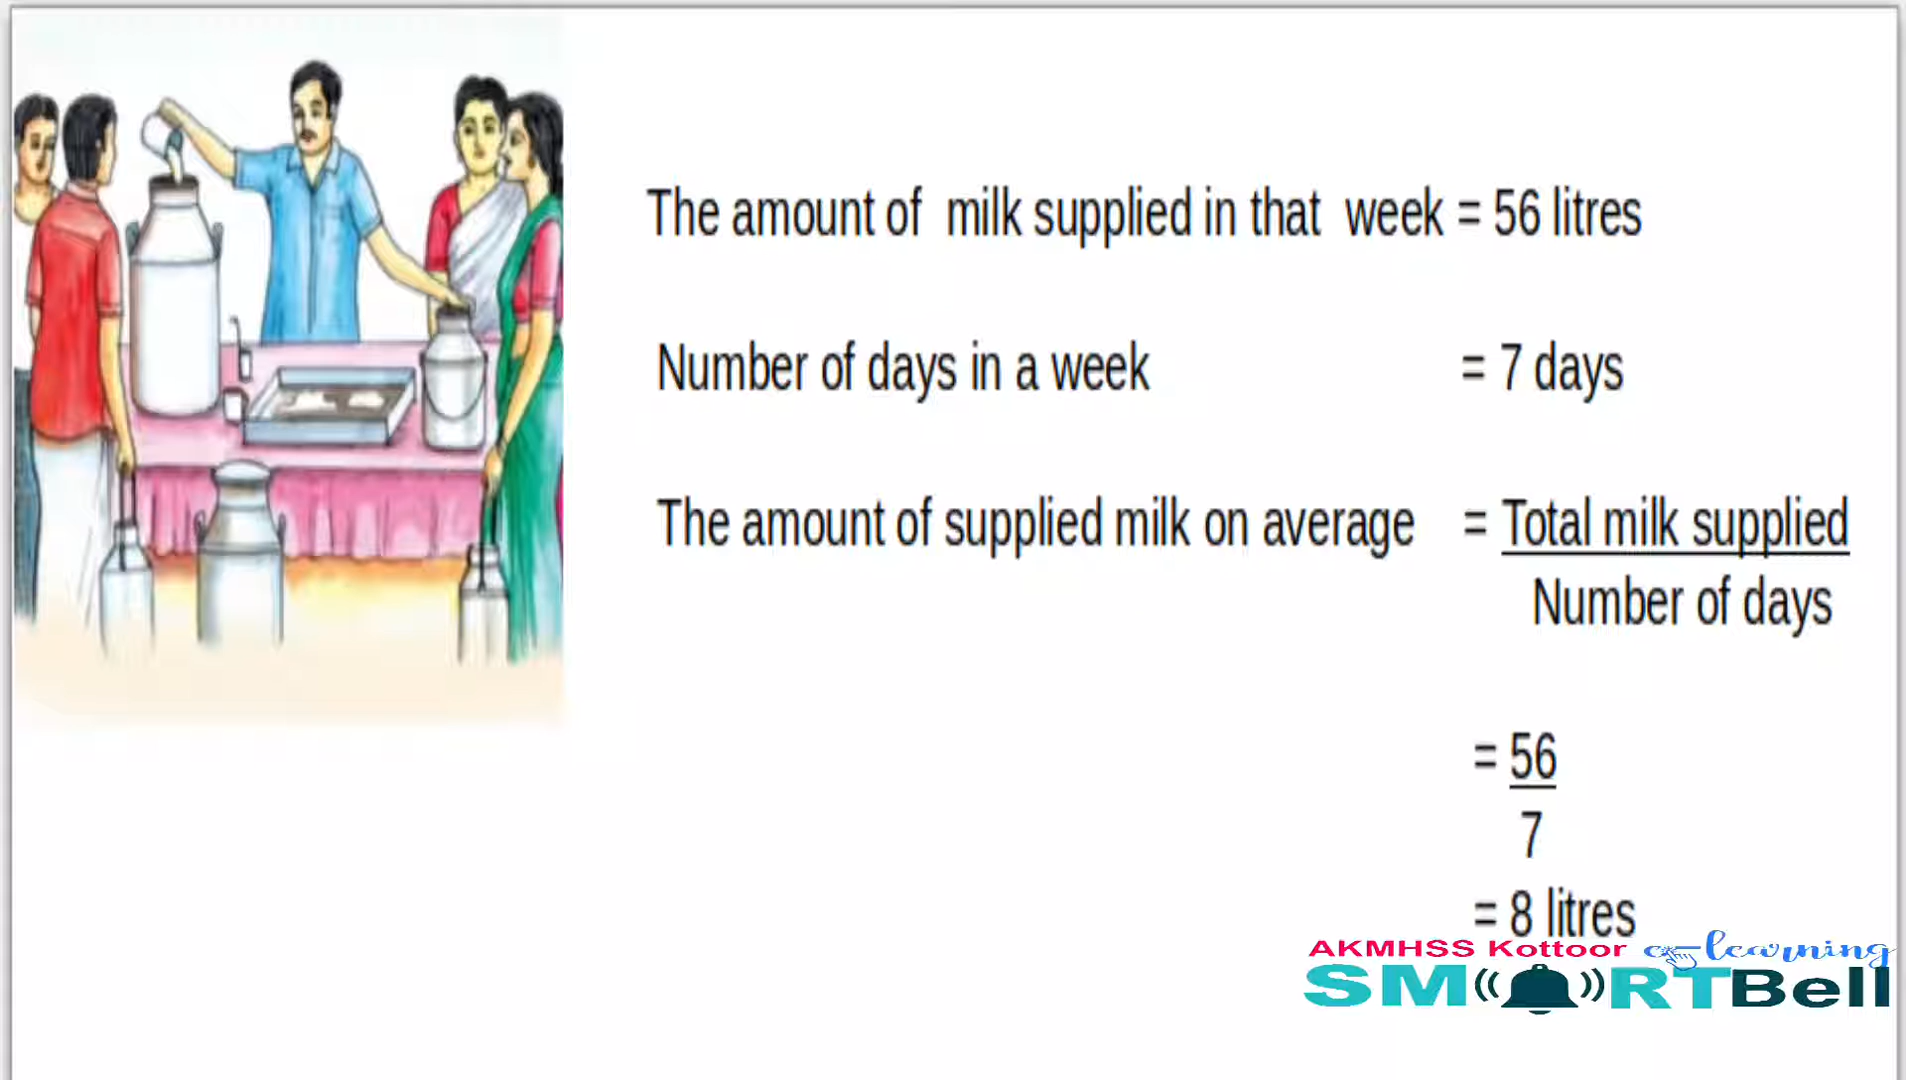 The amount of milk supplied in that week = 56 litres
Number of days in a week = 7 days
The amount of supplied milk on average = Total milk supplied
Number of days
= 56
7
= 8 litres
AKMHSS Kottoor e-learning
SMARTBell